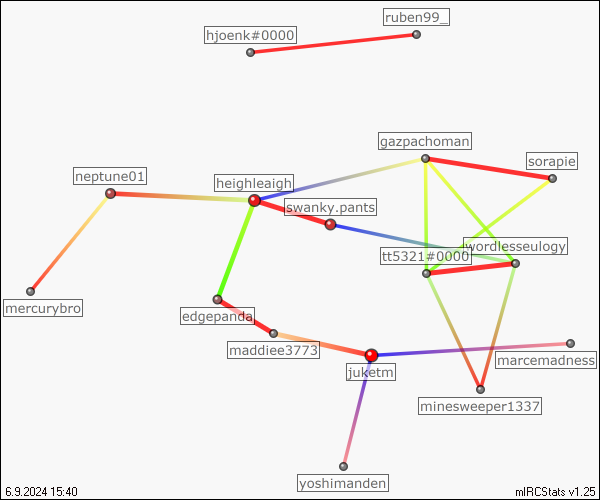 ruben99_
hjoenk#0000
gazpachoman
sorapie
neptune01
heighleaigh
swanky.pants
wordlesseulogy
tt5321#0000
mercurybro
edgepanda
maddiee3773
marcemadness
juketm
minesweeper1337
yoshimanden
6.9.2024 15:40
mIRCStats v1.25